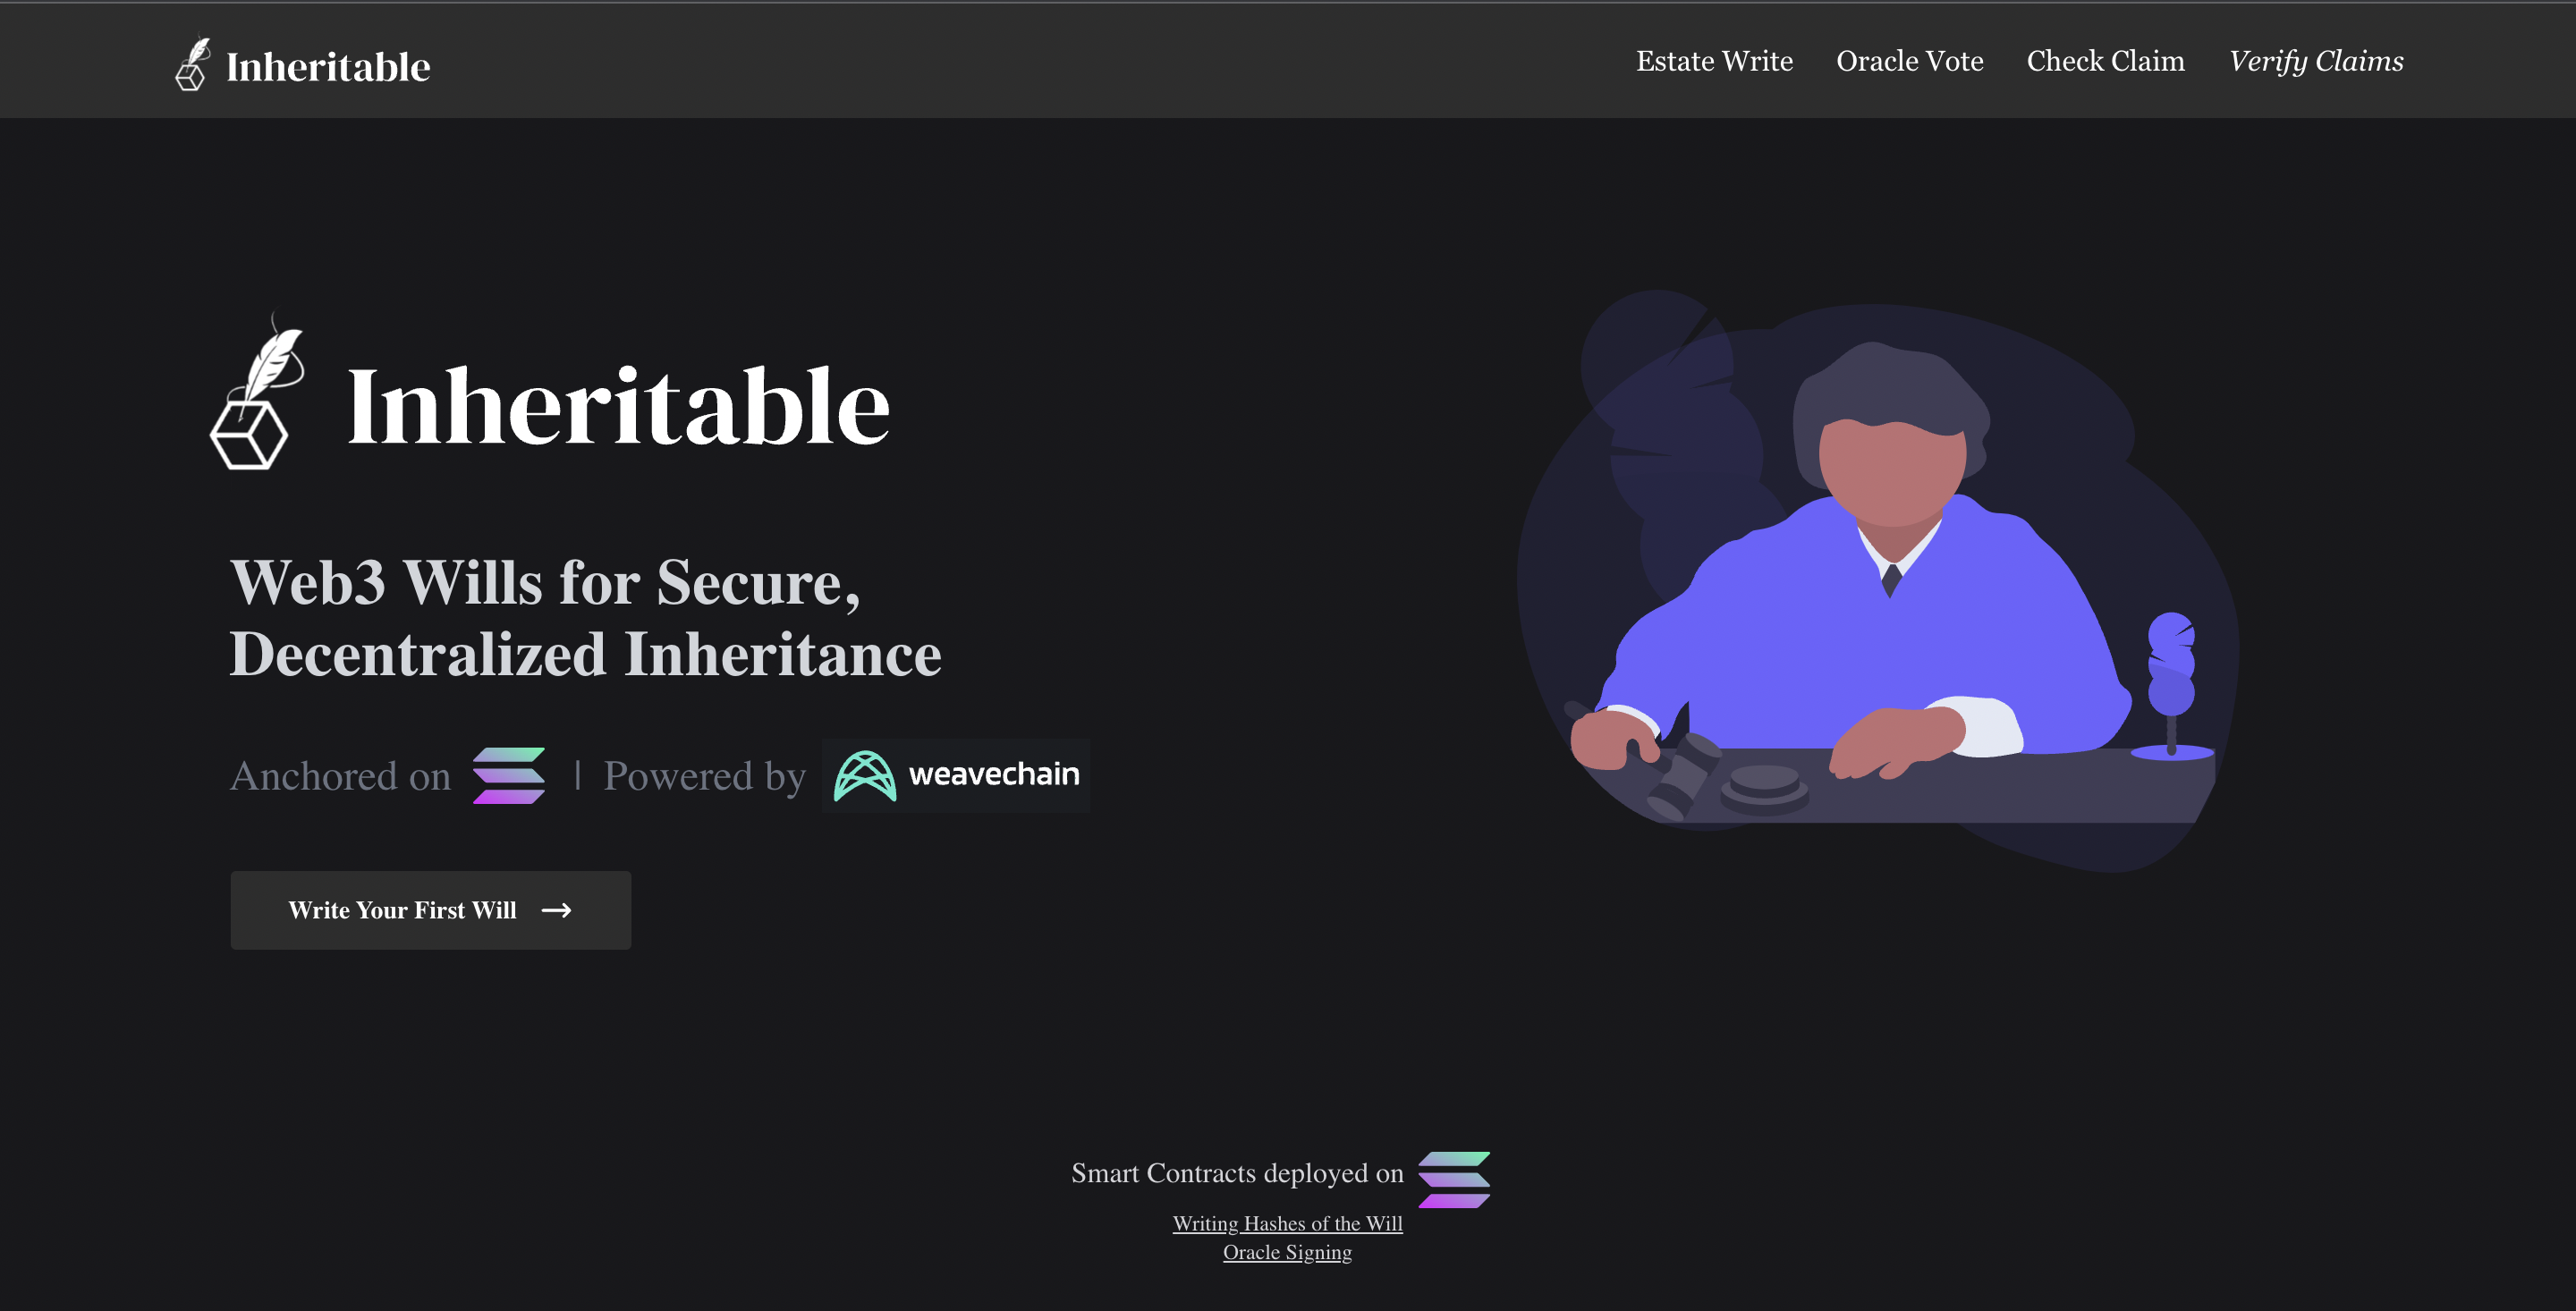 Inheritable
Estate Write
Oracle Vote
Check Claim
Verify Claims
Inheritable
Web3 Wills for Secure,
Decentralized Inheritance
Anchored on | Powered by weavechain
Write Your First Will →
Smart Contracts deployed on
Writing Hashes of the Will
Oracle Signing